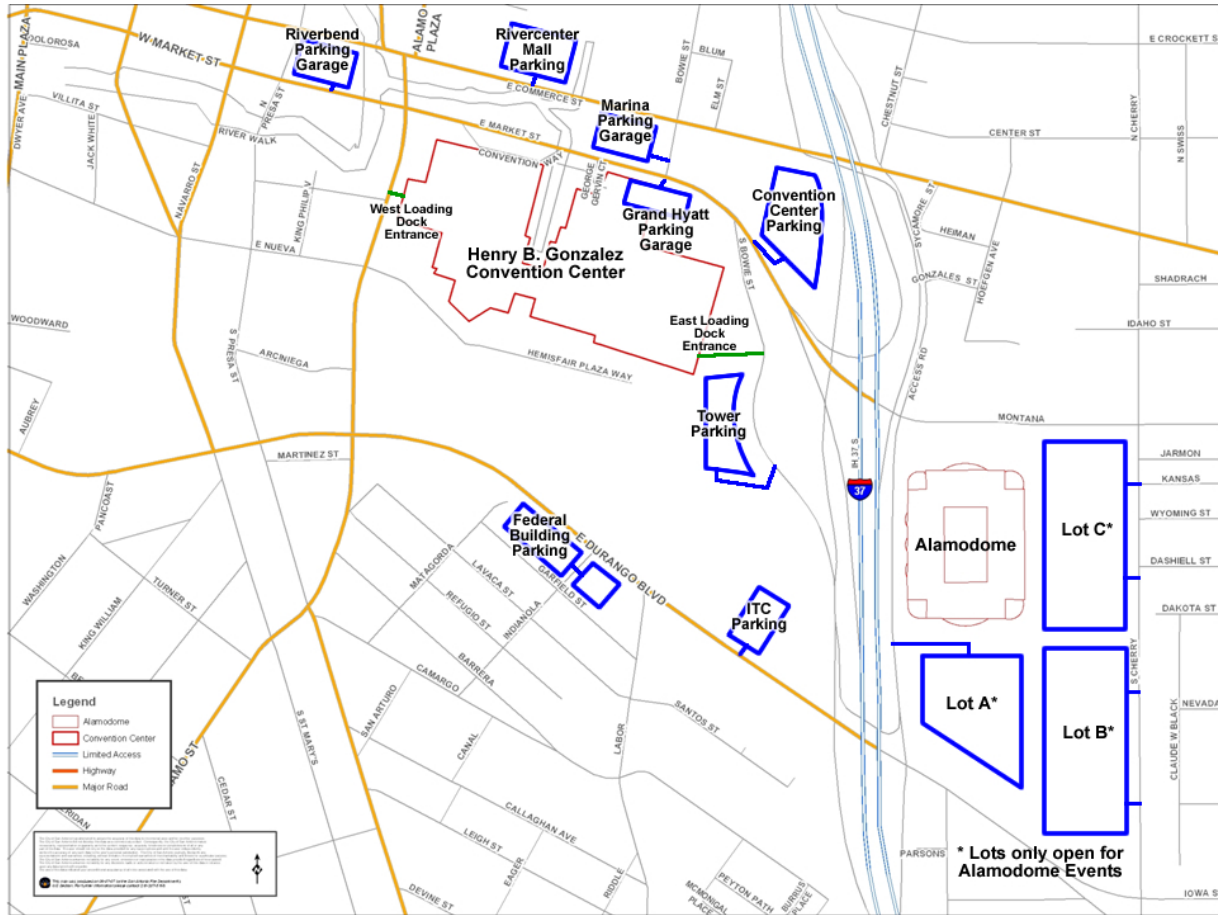 E CROCKETT S
DOLOROSA
MAIN PLAZA
W MARKET ST
Riverbend
Parking
Garage
ALAMO
PLAZA
Rivercenter
Mall
Parking
BOWIE ST
BLUM
ELM ST
CHESTNUT ST
N CHERRY
N SWISS
CENTER ST
DWYER AVE
VILLITA ST
JACK WHITE
N
PRESA ST
RIVER WALK
E COMMERCE ST
E MARKET ST
Marina
Parking
Garage
CONVENTION WAY
GEORGE
GERVIN CT
NAVARRO ST
KING PHILIP V
West Loading
Dock
Entrance
Grand Hyatt
Parking
Garage
Convention
Center
Parking
SYCAMORE ST
HEIMAN
HOEFGEN AVE
GONZALES ST
SHADRACH
E NUEVA
Henry B. Gonzalez
Convention Center
S BOWIE ST
WOODWARD
S PRESA ST
ARCINIEGA
East Loading
Dock
Entrance
IDAHO ST
HEMISFAIR PLAZA WAY
ACCESS RD
AUBREY
Tower
Parking
MONTANA
MARTINEZ ST
IH 37 S
37
JARMON
KANSAS
WYOMING ST
DASHIELL ST
DAKOTA ST
PANCOAST
Federal
Building
Parking
E DURANGO BLVD
Alamodome
Lot C*
WASHINGTON
TURNER ST
KING WILLIAM
MATAGORDA
LAVACA ST
REFUGIO ST
INDIANOLA
GARFIELD ST
ITC
Parking
BARRERA
CAMARGO
SAN ARTURO
CANAL
LABOR
SANTOS ST
Lot A*
Lot B*
S CHERRY
NEVADA
CLAUDE W BLACK
Legend
Alamodome
Convention Center
Limited Access
Highway
Major Road
AMO ST
CEDAR ST
S ST MARY'S
CALLAGHAN AVE
LEIGH ST
EAGER
RIDDLE
DEVINE ST
MCMONIGAL
PLACE
PEYTON PATH
BURRUS
PLACE
PARSONS
* Lots only open for
Alamodome Events
IOWA S
N